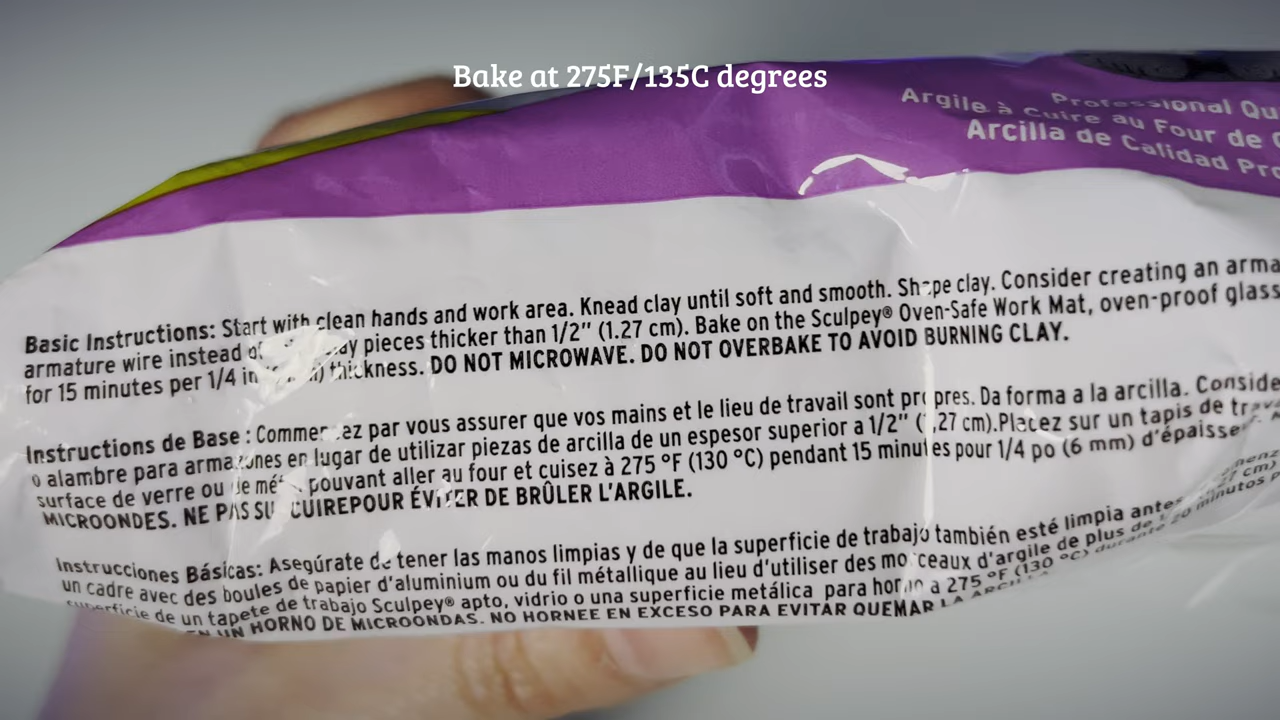 Bake at 275F/135C degrees
Professional Qu
Argile à Cuire au Four de
Arcilla de Calidad Pro
Basic Instructions: Start with clean hands and work area. Knead clay until soft and smooth. Shape clay. Consider creating an arma
armature wire instead of pieces thicker than 1/2" (1.27 cm). Bake on the Sculpey® Oven-Safe Work Mat, oven-proof glass
for 15 minutes per 1/4 in thickness. DO NOT MICROWAVE. DO NOT OVERBAKE TO AVOID BURNING CLAY.
Instructions de Base : Commencez par vous assurer que vos mains et le lieu de travail sont propres. Da forma a la arcilla. Conside
o alambre para armazones en lugar de utilizar piezas de arcilla de un espesor superior a 1/2" (1,27 cm).Placez sur un tapis de trava
surface de verre ou de pouvant aller au four et cuisez à 275 °F (130 °C) pendant 15 minutes pour 1/4 po (6 mm) d'épaisse
MICROONDES. NE PAS CUIREPOUR ÉVITER DE BRÛLER L'ARGILE.
Instrucciones Básicas: Asegúrate de tener las manos limpias y de que la superficie de trabajo también esté limpia antes
un cadre avec des boules de papier d'aluminium ou du fil métallique au lieu d'utiliser des morceaux d'argile de plus de cm)
superficie de un tapete de trabajo Sculpey® apto, vidrio o una superficie metálica para horno a 275 °F (130 °C) durante 20 minutos p
EN UN HORNO DE MICROONDAS. NO HORNEE EN EXCESO PARA EVITAR QUEMAR LA